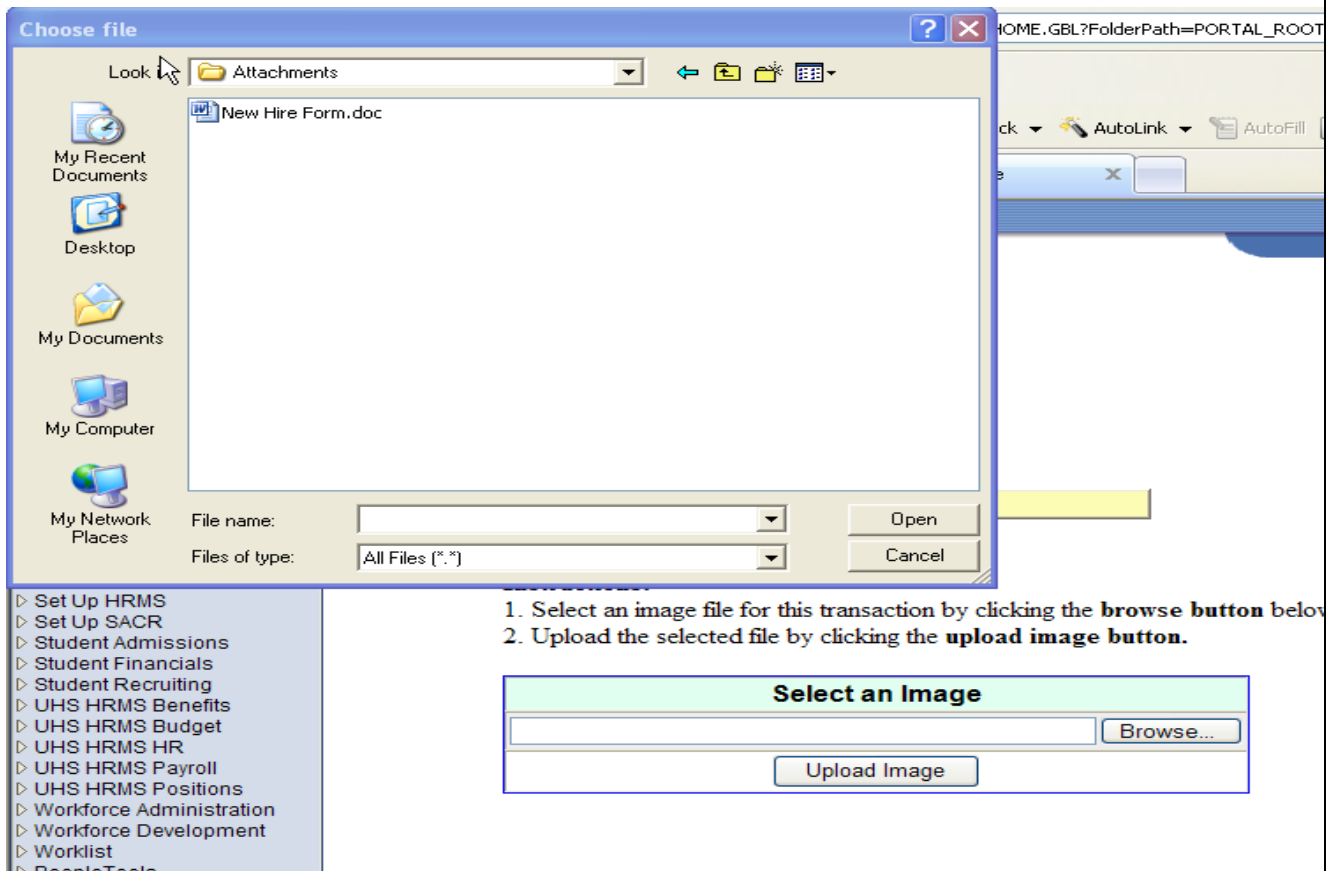 Choose file
HOME.GBL?FolderPath=PORTAL_ROOT
Look
Attachments
New Hire Form.doc
My Recent
Documents
Desktop
My Documents
My Computer
My Network
Places
File name:
Open
Files of type:
All Files (*.*)
Cancel
ck
AutoLink
AutoFill
Set Up HRMS
Set Up SACR
Student Admissions
Student Financials
Student Recruiting
UHS HRMS Benefits
UHS HRMS Budget
UHS HRMS HR
UHS HRMS Payroll
UHS HRMS Positions
Workforce Administration
Workforce Development
Worklist
PeopleTools
1. Select an image file for this transaction by clicking the browse button below
2. Upload the selected file by clicking the upload image button.
Select an Image
Browse...
Upload Image